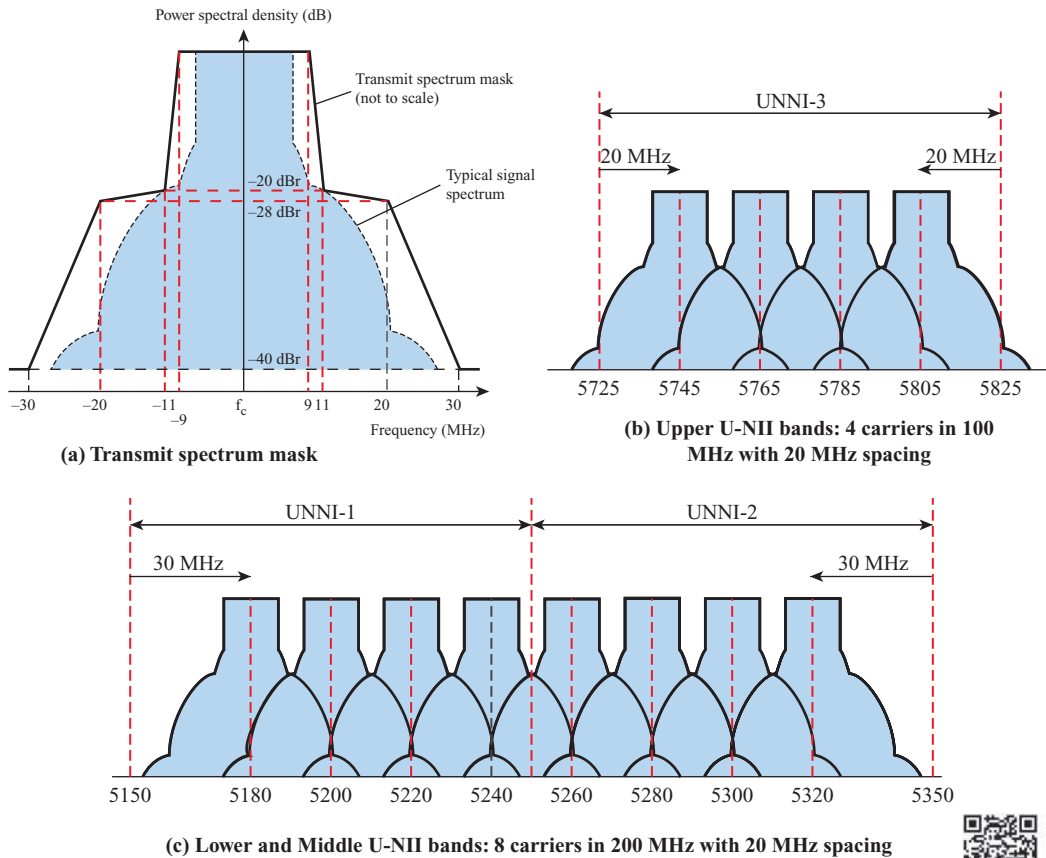 Power spectral density (dB)
Transmit spectrum mask
(not to scale)
–20 dBr
–28 dBr
Typical signal
spectrum
–40 dBr
–30
–20
–11
–9
f_c
9
11
20
30
Frequency (MHz)
(a) Transmit spectrum mask
UNNI-3
20 MHz
20 MHz
5725
5745
5765
5785
5805
5825
(b) Upper U-NII bands: 4 carriers in 100
MHz with 20 MHz spacing
UNNI-1
UNNI-2
30 MHz
30 MHz
5150
5180
5200
5220
5240
5260
5280
5300
5320
5350
(c) Lower and Middle U-NII bands: 8 carriers in 200 MHz with 20 MHz spacing